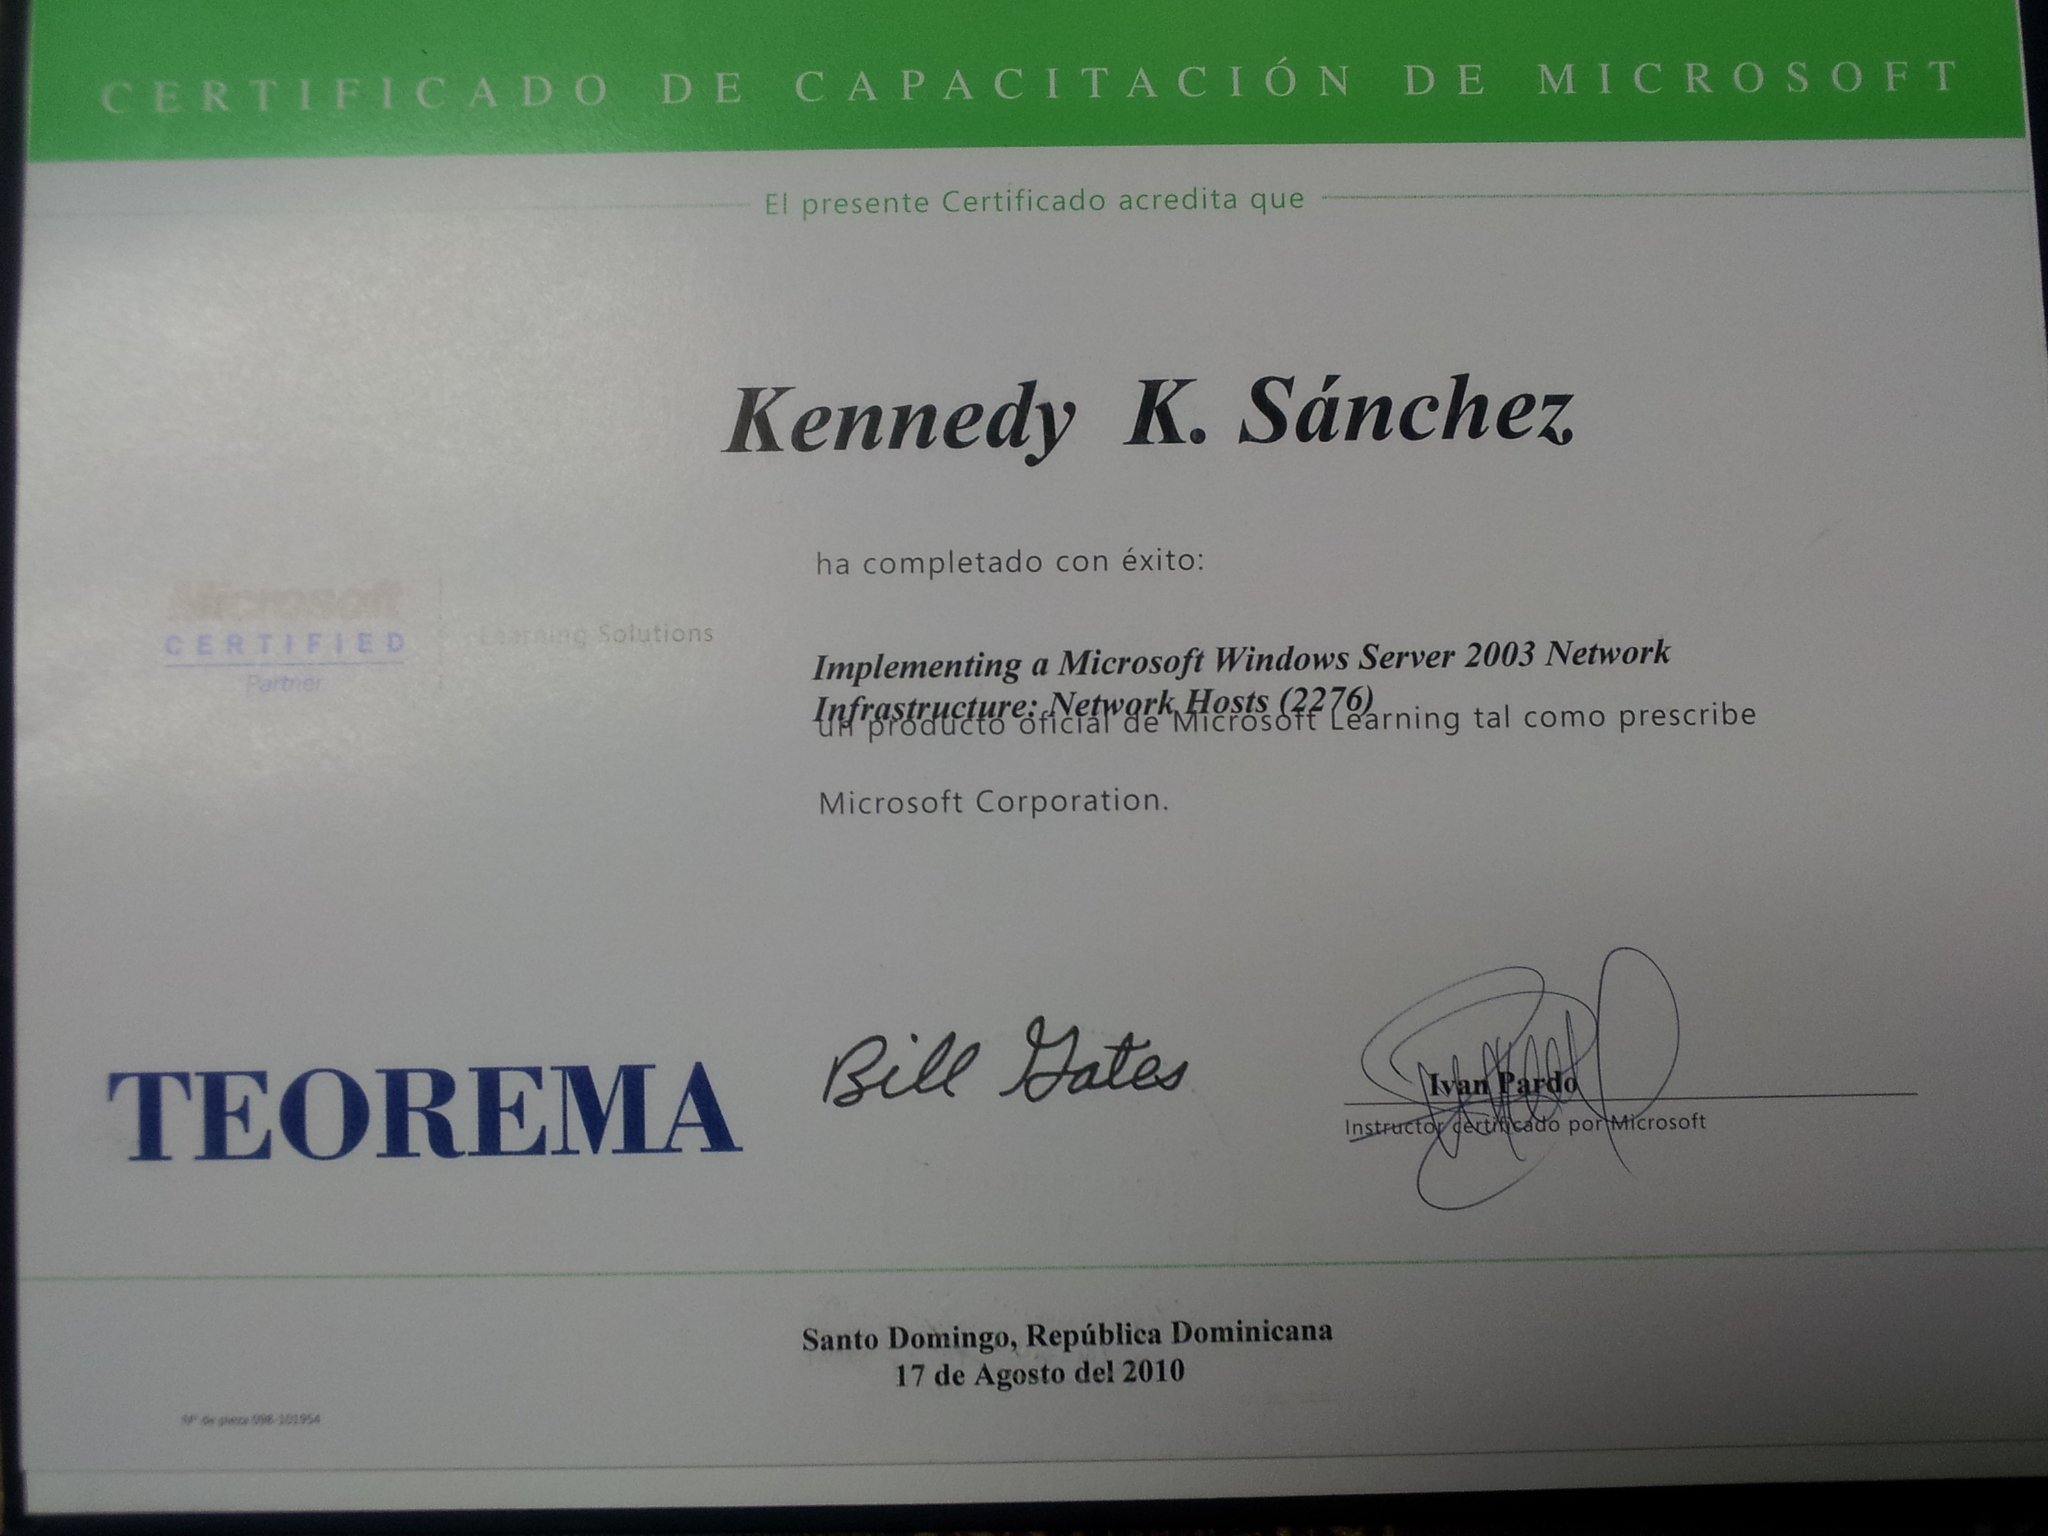 CERTIFICADO DE CAPACITACIÓN DE MICROSOFT
El presente Certificado acredita que
Kennedy K. Sánchez
ha completado con éxito:
Microsoft
CERTIFIED
Partner
Learning Solutions
Implementing a Microsoft Windows Server 2003 Network
Infrastructure: Network Hosts (2276)
un producto oficial de Microsoft Learning tal como prescribe
Microsoft Corporation.
TEOREMA
Bill Gates
Ivan Pardo
Instructor certificado por Microsoft
Santo Domingo, República Dominicana
17 de Agosto del 2010
Nº de pieza 098-101954